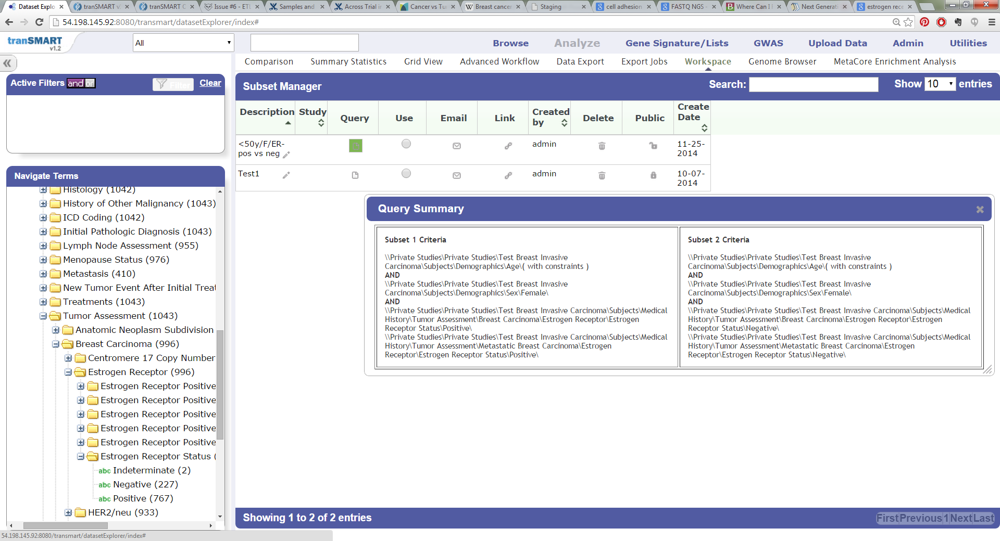 Dataset Explo
tranSMART v
tranSMART C
Issue #6 - ETL
Samples and
Across Trial in
Cancer vs Tu
Breast cancer
Staging
cell adhesion
FASTQ NGS -
Where Can I
Next Generati
estrogen rece
54.198.145.92:8080/transmart/datasetExplorer/index#
tranSMART
v1.2
All
Browse
Analyze
Gene Signature/Lists
GWAS
Upload Data
Admin
Utilities
Comparison
Summary Statistics
Grid View
Advanced Workflow
Data Export
Export Jobs
Workspace
Genome Browser
MetaCore Enrichment Analysis
Active Filters and or
Filter
Clear
Navigate Terms
Histology (1042)
History of Other Malignancy (1043)
ICD Coding (1042)
Initial Pathologic Diagnosis (1043)
Lymph Node Assessment (955)
Menopause Status (976)
Metastasis (410)
New Tumor Event After Initial Treat
Treatments (1043)
Tumor Assessment (1043)
Anatomic Neoplasm Subdivision
Breast Carcinoma (996)
Centromere 17 Copy Number
Estrogen Receptor (996)
Estrogen Receptor Positive
Estrogen Receptor Positive
Estrogen Receptor Positive
Estrogen Receptor Positive
Estrogen Receptor Positive
Estrogen Receptor Status (
abc Indeterminate (2)
abc Negative (227)
abc Positive (767)
HER2/neu (933)
54.198.145.92:8080/transmart/datasetExplorer/index#
Subset Manager
Search:
Show 10 entries
Description
Study
Query
Use
Email
Link
Created
by
Delete
Public
Create
Date
<50y/F/ER-
pos vs neg
admin
11-25-
2014
Test1
admin
10-07-
2014
Query Summary
Subset 1 Criteria
\\Private Studies\Private Studies\Test Breast Invasive
Carcinoma\Subjects\Demographics\Age\( with constraints )
AND
\\Private Studies\Private Studies\Test Breast Invasive
Carcinoma\Subjects\Demographics\Sex\Female\
AND
\\Private Studies\Private Studies\Test Breast Invasive Carcinoma\Subjects\Medical
History\Tumor Assessment\Breast Carcinoma\Estrogen Receptor\Estrogen
Receptor Status\Positive\
\\Private Studies\Private Studies\Test Breast Invasive Carcinoma\Subjects\Medical
History\Tumor Assessment\Metastatic Breast Carcinoma\Estrogen
Receptor\Estrogen Receptor Status\Positive\
Subset 2 Criteria
\\Private Studies\Private Studies\Test Breast Invasive
Carcinoma\Subjects\Demographics\Age\( with constraints )
AND
\\Private Studies\Private Studies\Test Breast Invasive
Carcinoma\Subjects\Demographics\Sex\Female\
AND
\\Private Studies\Private Studies\Test Breast Invasive Carcinoma\Subjects\Medical
History\Tumor Assessment\Breast Carcinoma\Estrogen Receptor\Estrogen
Receptor Status\Negative\
\\Private Studies\Private Studies\Test Breast Invasive Carcinoma\Subjects\Medical
History\Tumor Assessment\Metastatic Breast Carcinoma\Estrogen
Receptor\Estrogen Receptor Status\Negative\
Showing 1 to 2 of 2 entries
First Previous 1 Next Last